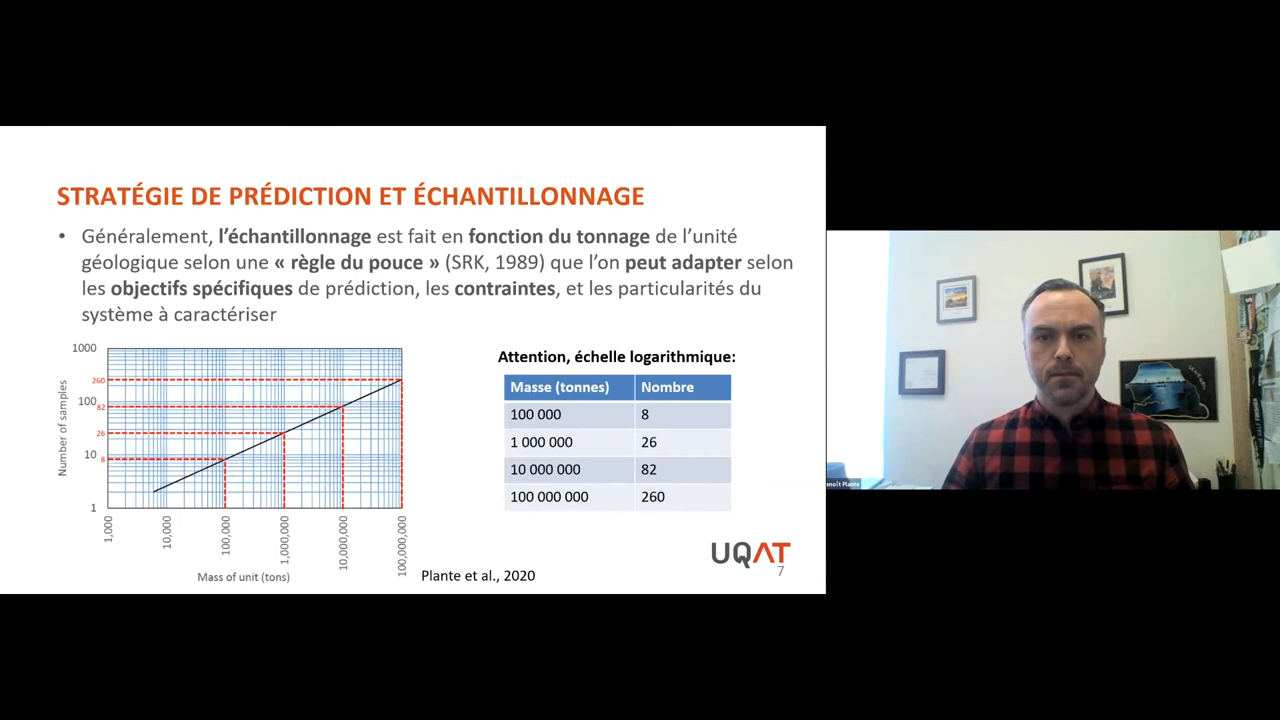 STRATÉGIE DE PRÉDICTION ET ÉCHANTILLONNAGE
• Généralement, l'échantillonnage est fait en fonction du tonnage de l'unité
géologique selon une « règle du pouce » (SRK, 1989) que l'on peut adapter selon
les objectifs spécifiques de prédiction, les contraintes, et les particularités du
système à caractériser
Number of samples
1000
260
100
82
26
10
8
1
1,000
10,000
100,000
1,000,000
10,000,000
100,000,000
Mass of unit (tons)
Attention, échelle logarithmique:
Masse (tonnes) Nombre
100 000 8
1 000 000 26
10 000 000 82
100 000 000 260
Plante et al., 2020
UQAT
7
enoît Plante